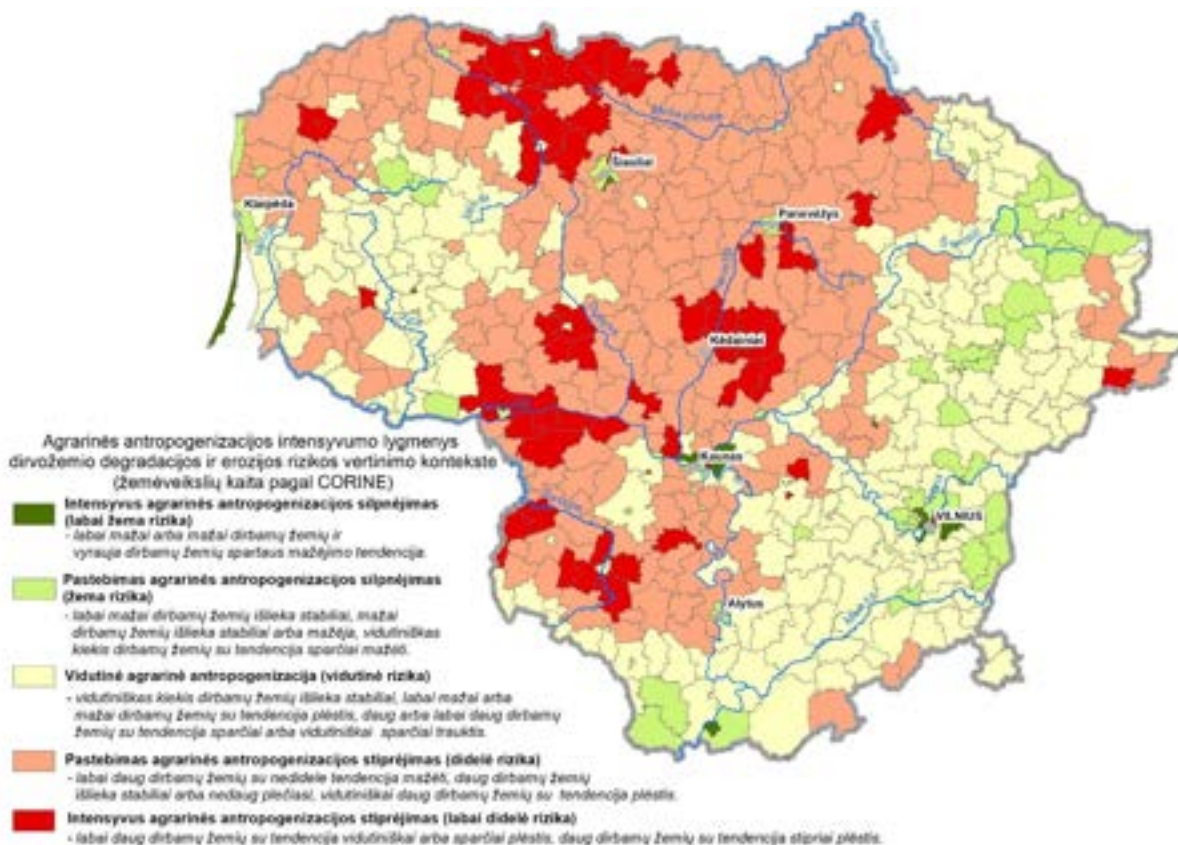 Šiauliai
Klaipėda
Panevėžys
Kėdainiai
Kaunas
VILNIUS
Alytus
Agrarinės antropogenizacijos intensyvumo lygmenys
dirvožemio degradacijos ir erozijos rizikos vertinimo kontekste
(žemėveikslių kaita pagal CORINE)
Intensyvus agrarinės antropogenizacijos silpnėjimas
(labai žema rizika)
- labai mažai arba mažai dirbamų žemių ir
vyrauja dirbamų žemių spartaus mažėjimo tendencija.
Pastebimas agrarinės antropogenizacijos silpnėjimas
(žema rizika)
- labai mažai dirbamų žemių išlieka stabiliai, mažai
dirbamų žemių išlieka stabiliai arba mažėja, vidutiniškas
kiekis dirbamų žemių su tendencija sparčiai mažėti.
Vidutinė agrarinė antropogenizacija (vidutinė rizika)
- vidutiniškas kiekis dirbamų žemių išlieka stabiliai, labai mažai arba
mažai dirbamų žemių su tendencija plėstis, daug arba labai daug dirbamų
žemių su tendencija sparčiai arba vidutiniškai sparčiai trauktis.
Pastebimas agrarinės antropogenizacijos stiprėjimas (didelė rizika)
- labai daug dirbamų žemių su nedidele tendencija mažėti, daug dirbamų žemių
išlieka stabiliai arba nedaug plečiasi, vidutiniškai daug dirbamų žemių su tendencija plėstis.
Intensyvus agrarinės antropogenizacijos stiprėjimas (labai didelė rizika)
- labai daug dirbamų žemių su tendencija vidutiniškai arba sparčiai plėstis, daug dirbamų žemių su tendencija stipriai plėstis.